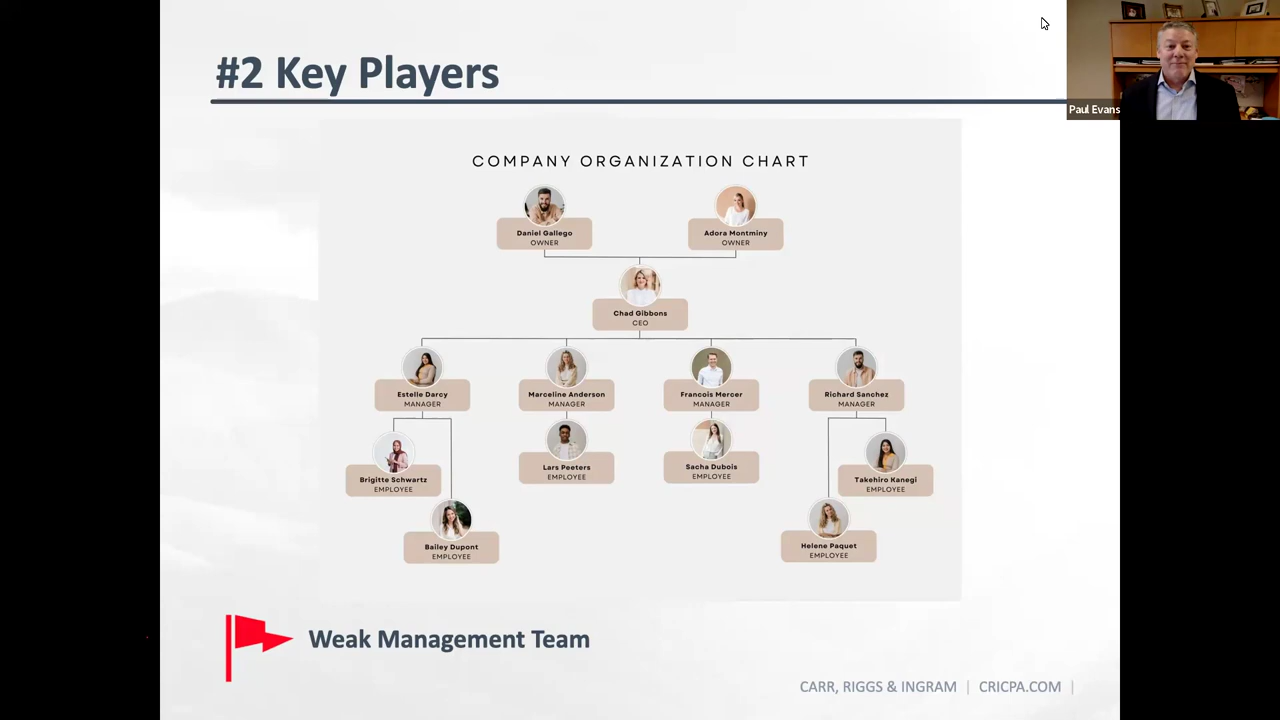 #2 Key Players
Paul Evans
COMPANY ORGANIZATION CHART
Daniel Gallego
OWNER
Adora Montminy
OWNER
Chad Gibbons
CEO
Estelle Darcy
MANAGER
Marceline Anderson
MANAGER
Francois Mercer
MANAGER
Richard Sanchez
MANAGER
Brigitte Schwartz
EMPLOYEE
Lars Peeters
EMPLOYEE
Sacha Dubois
EMPLOYEE
Takehiro Kanegi
EMPLOYEE
Bailey Dupont
EMPLOYEE
Helene Paquet
EMPLOYEE
Weak Management Team
CARR, RIGGS & INGRAM | CRICPA.COM |